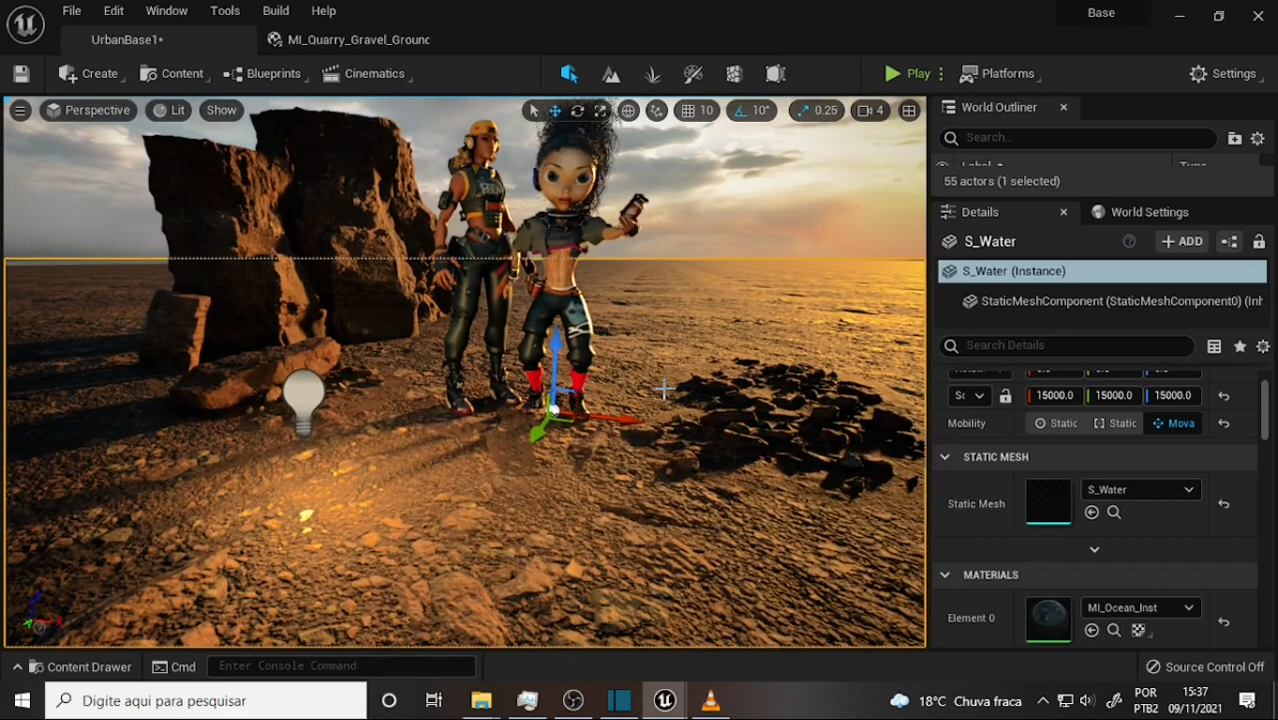 File Edit Window Tools Build Help
Base
UrbanBase1*
MI_Quarry_Gravel_Ground
Create
Content
Blueprints
Cinematics
Play
Platforms
Settings
Perspective
Lit
Show
10
10°
0.25
4
World Outliner
Search...
Label
Type
55 actors (1 selected)
Details
World Settings
S_Water
ADD
S_Water (Instance)
StaticMeshComponent (StaticMeshComponent0) (Inh
Search Details
Sc
15000.0 15000.0 15000.0
Mobility
Static
Static
Mova
STATIC MESH
Static Mesh
S_Water
MATERIALS
Element 0
MI_Ocean_Inst
Content Drawer
Cmd
Enter Console Command
Source Control Off
Digite aqui para pesquisar
18°C Chuva fraca
POR
PTB2
15:37
09/11/2021